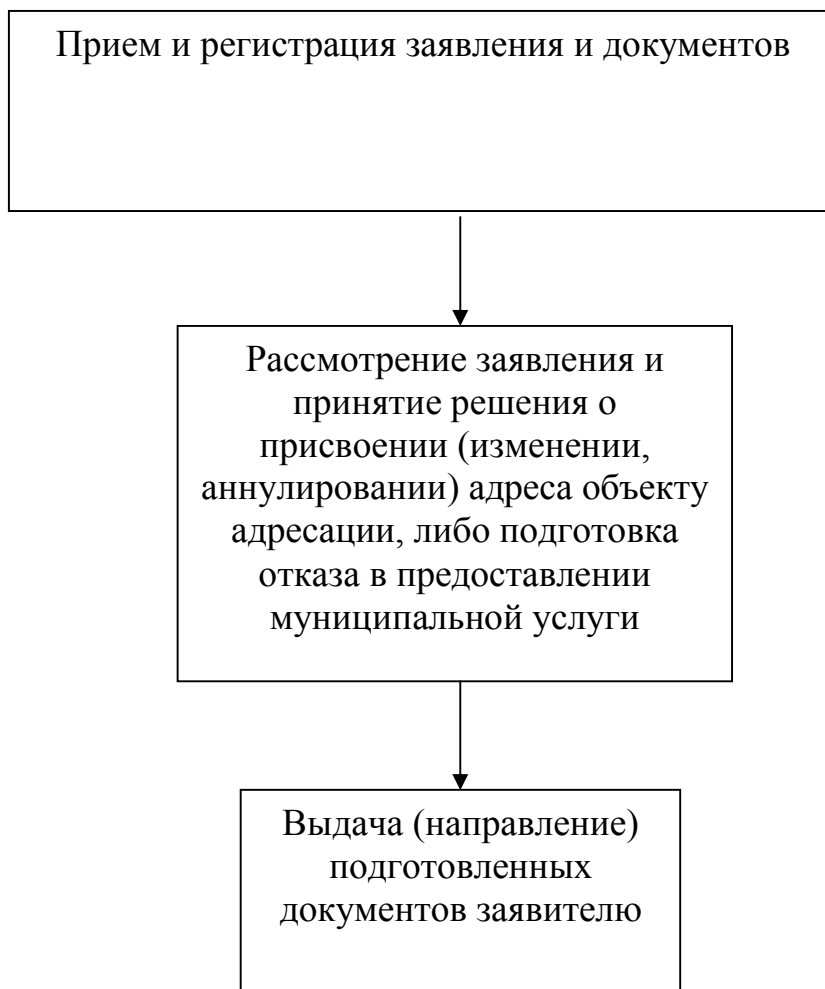 Прием и регистрация заявления и документов
Рассмотрение заявления и
принятие решения о
присвоении (изменении,
аннулировании) адреса объекту
адресации, либо подготовка
отказа в предоставлении
муниципальной услуги
Выдача (направление)
подготовленных
документов заявителю